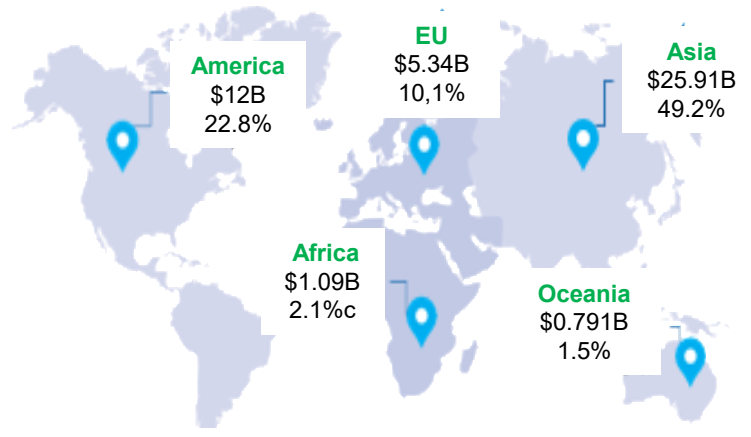 America
$12B
22.8%
EU
$5.34B
10,1%
Asia
$25.91B
49.2%
Africa
$1.09B
2.1%c
Oceania
$0.791B
1.5%